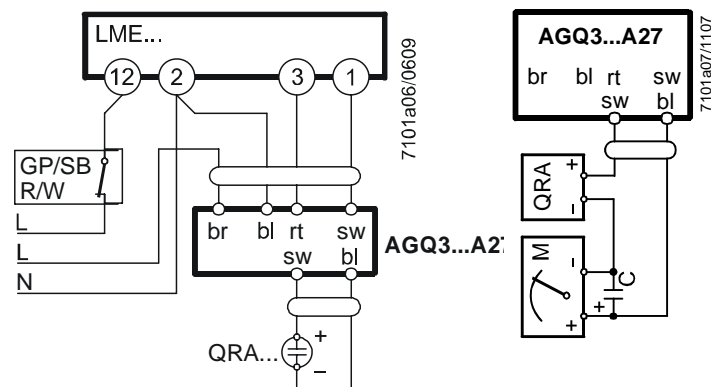 LME...
12 2 3 1
7101a06/0609
GP/SB
R/W
L
L
N
br bl rt sw
sw bl
AGQ3...A27
QRA...
+
–
AGQ3...A27
br bl rt sw
sw bl
7101a07/1107
QRA
+
-
M
-
+
C
+